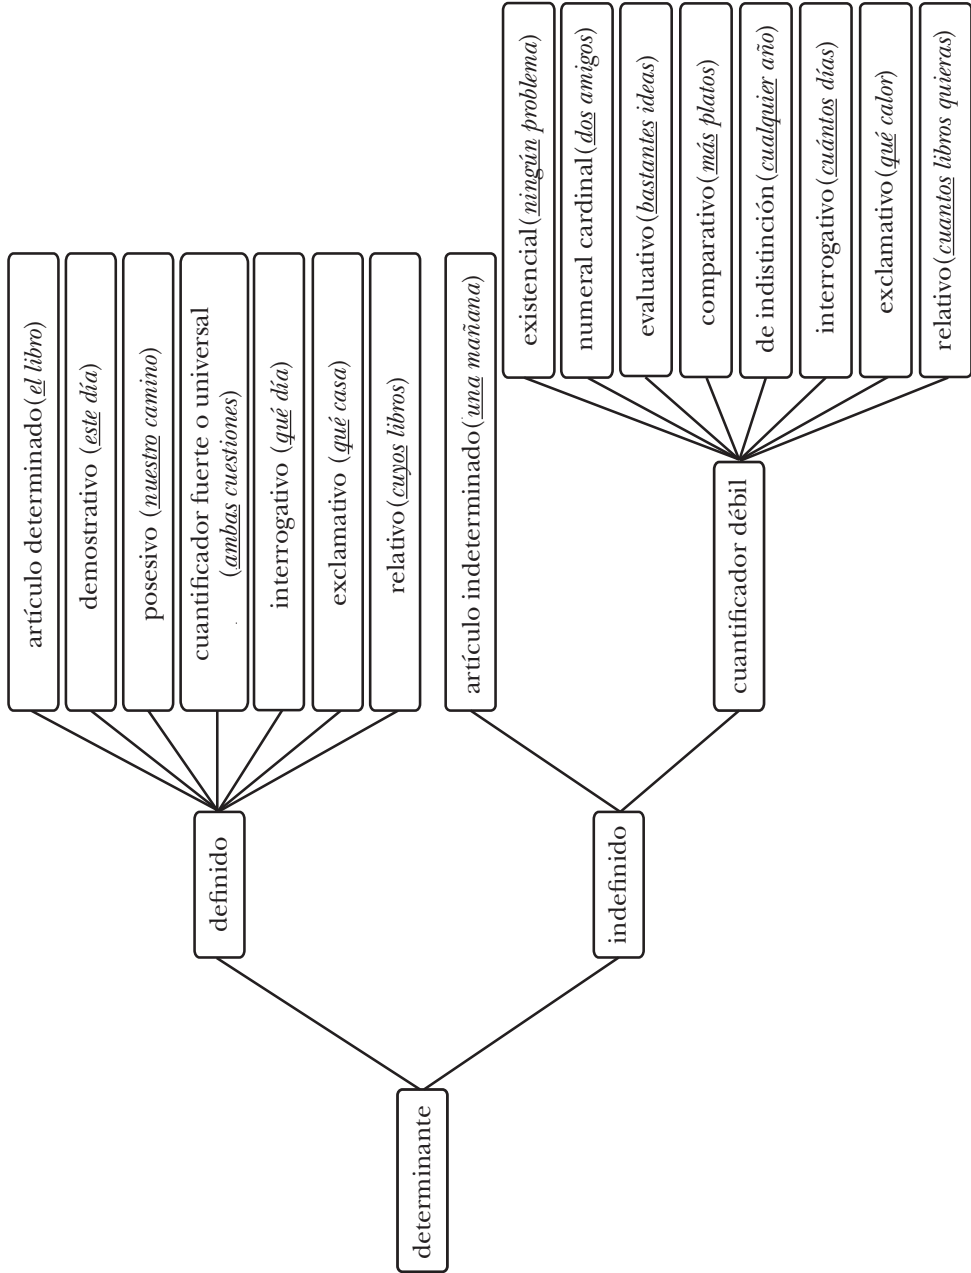 determinante
definido
artículo determinado (el libro)
demostrativo (este día)
posesivo (nuestro camino)
cuantificador fuerte o universal
(ambas cuestiones)
interrogativo (qué día)
exclamativo (qué casa)
relativo (cuyos libros)
indefinido
artículo indeterminado (una mañana)
cuantificador débil
existencial (ningún problema)
numeral cardinal (dos amigos)
evaluativo (bastantes ideas)
comparativo (más platos)
de indistinción (cualquier año)
interrogativo (cuántos días)
exclamativo (qué calor)
relativo (cuantos libros quieras)